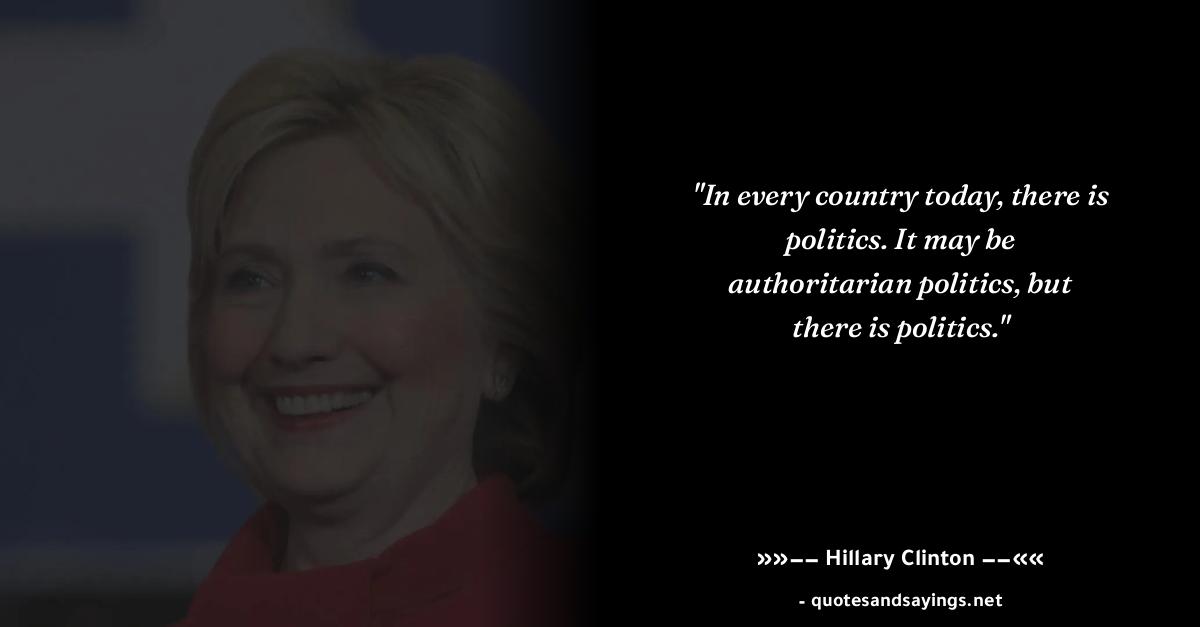 "In every country today, there is
politics. It may be
authoritarian politics, but
there is politics."
»»–– Hillary Clinton ––««
- quotesandsayings.net